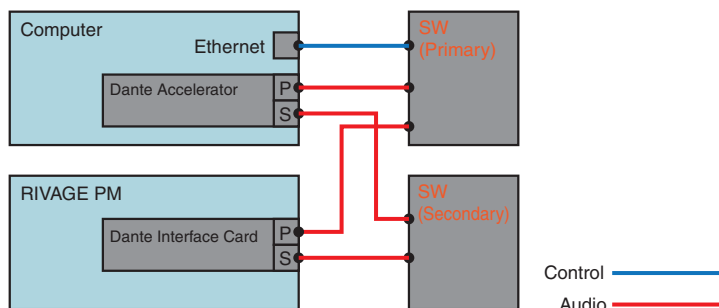 Computer
Ethernet
Dante Accelerator
P
S
SW
(Primary)
RIVAGE PM
Dante Interface Card
P
S
SW
(Secondary)
Control
Audio